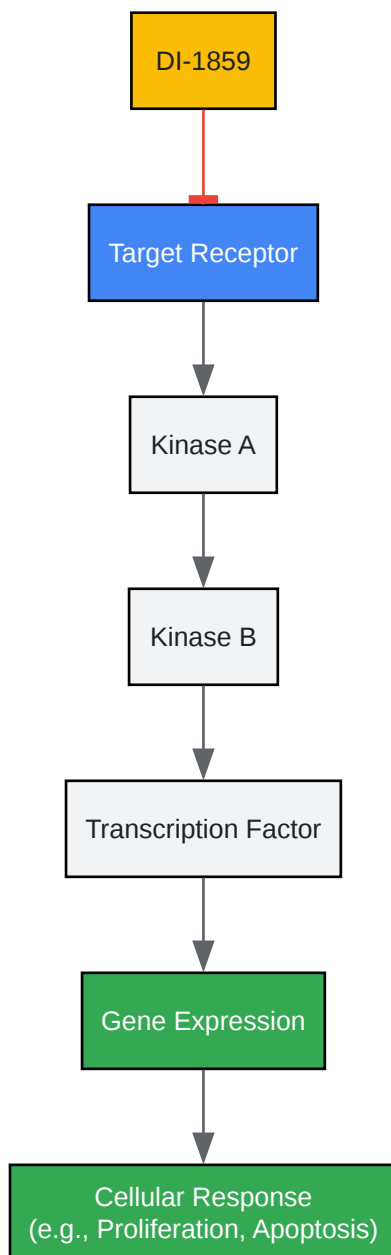 DI-1859
Target Receptor
Kinase A
Kinase B
Transcription Factor
Gene Expression
Cellular Response
(e.g., Proliferation, Apoptosis)